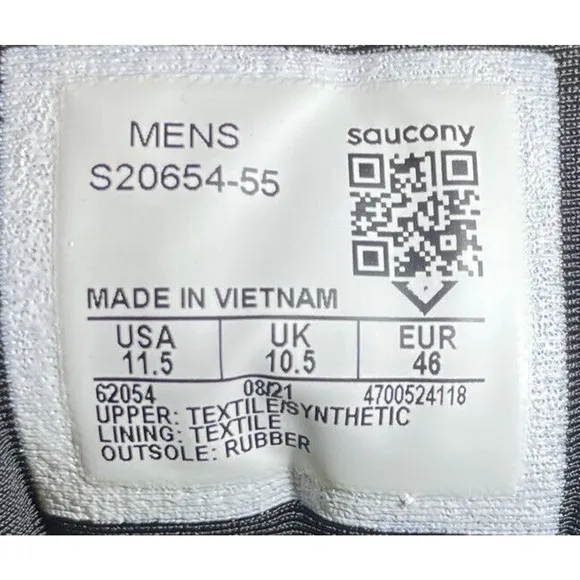 MENS
S20654-55
saucony
MADE IN VIETNAM
USA UK EUR
11.5 10.5 46
62054 08/21 4700524118
UPPER: TEXTILE/SYNTHETIC
LINING: TEXTILE
OUTSOLE: RUBBER